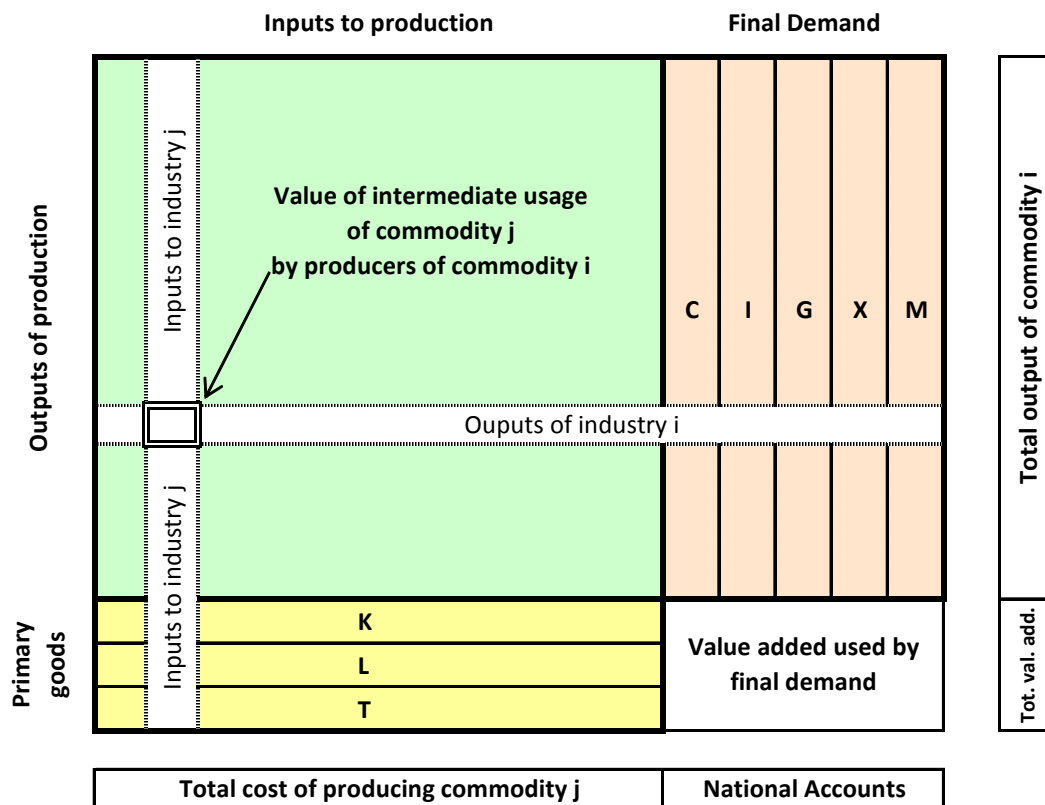 Inputs to production
Final Demand
Inputs to industry j
Value of intermediate usage
of commodity j
by producers of commodity i
C
I
G
X
M
Outputs of production
Total output of commodity i
Ouputs of industry i
Inputs to industry j
Primary
goods
K
L
T
Value added used by
final demand
Tot. val. add.
Total cost of producing commodity j
National Accounts